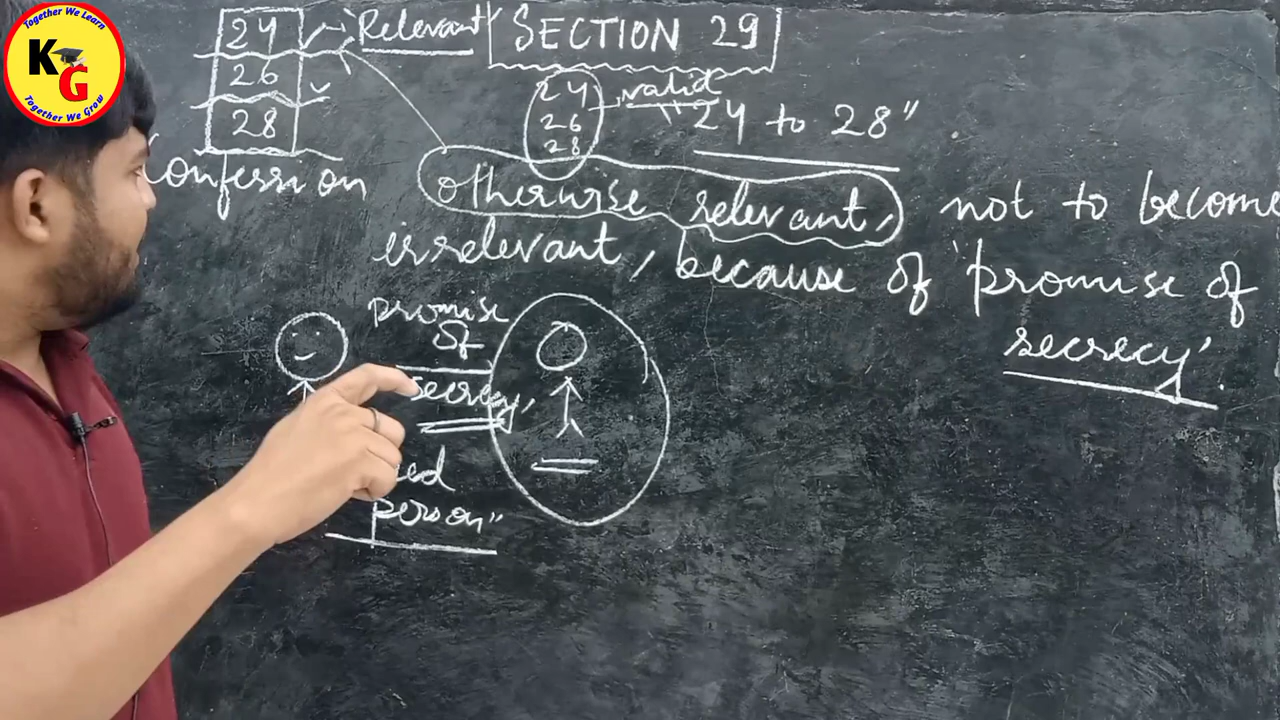 Together We Learn
KG
Together We Grow
24 Relevant
26
28
Confession
SECTION 29
24 valid
26
28
24 to 28"
otherwise relevant, not to become
irrelevant, because of 'promise of
secrecy'.
promise
of
secrecy,
person"